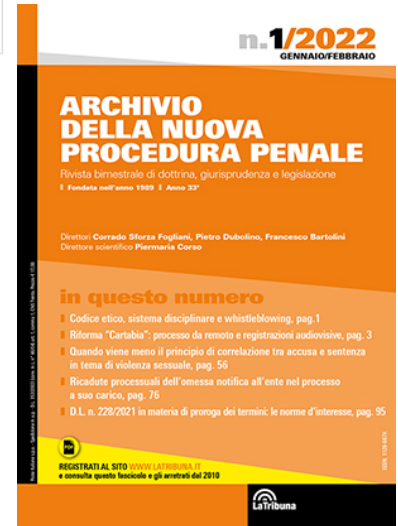 n.1/2022
GENNAIO/FEBBRAIO
ARCHIVIO
DELLA NUOVA
PROCEDURA PENALE
Rivista bimestrale di dottrina, giurisprudenza e legislazione
Fondata nell'anno 1989 Anno 33°
Direttori Corrado Sforza Fogliani, Pietro Dubolino, Francesco Bartolini
Direttore scientifico Piermaria Corso
in questo numero
Codice etico, sistema disciplinare e whistleblowing, pag.1
Riforma "Cartabia": processo da remoto e registrazioni audiovisive, pag. 3
Quando viene meno il principio di correlazione tra accusa e sentenza
in tema di violenza sessuale, pag. 56
Ricadute processuali dell'omessa notifica all'ente nel processo
a suo carico, pag. 76
D.L. n. 228/2021 in materia di proroga dei termini: le norme d'interesse, pag. 95
PDF
REGISTRATI AL SITO WWW.LATRIBUNA.IT
e consulta questo fascicolo e gli arretrati dal 2010
LaTribuna